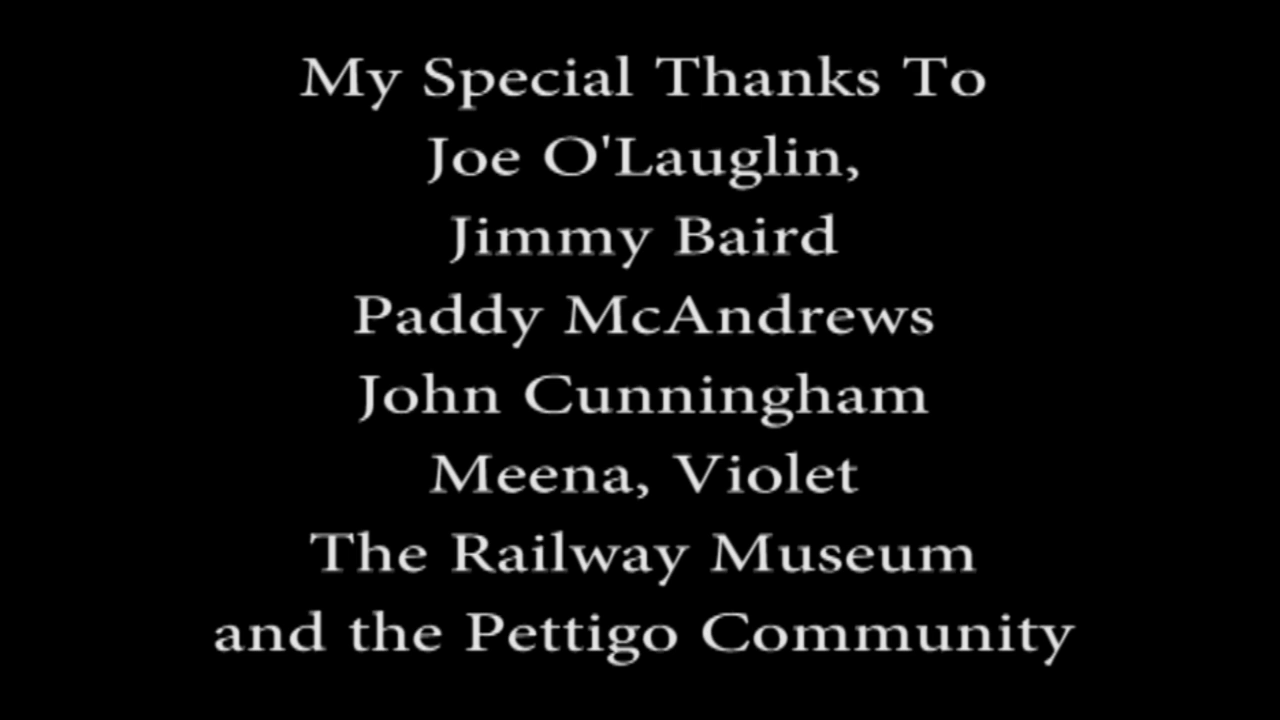 My Special Thanks To
Joe O'Lauglin,
Jimmy Baird
Paddy McAndrews
John Cunningham
Meena, Violet
The Railway Museum
and the Pettigo Community